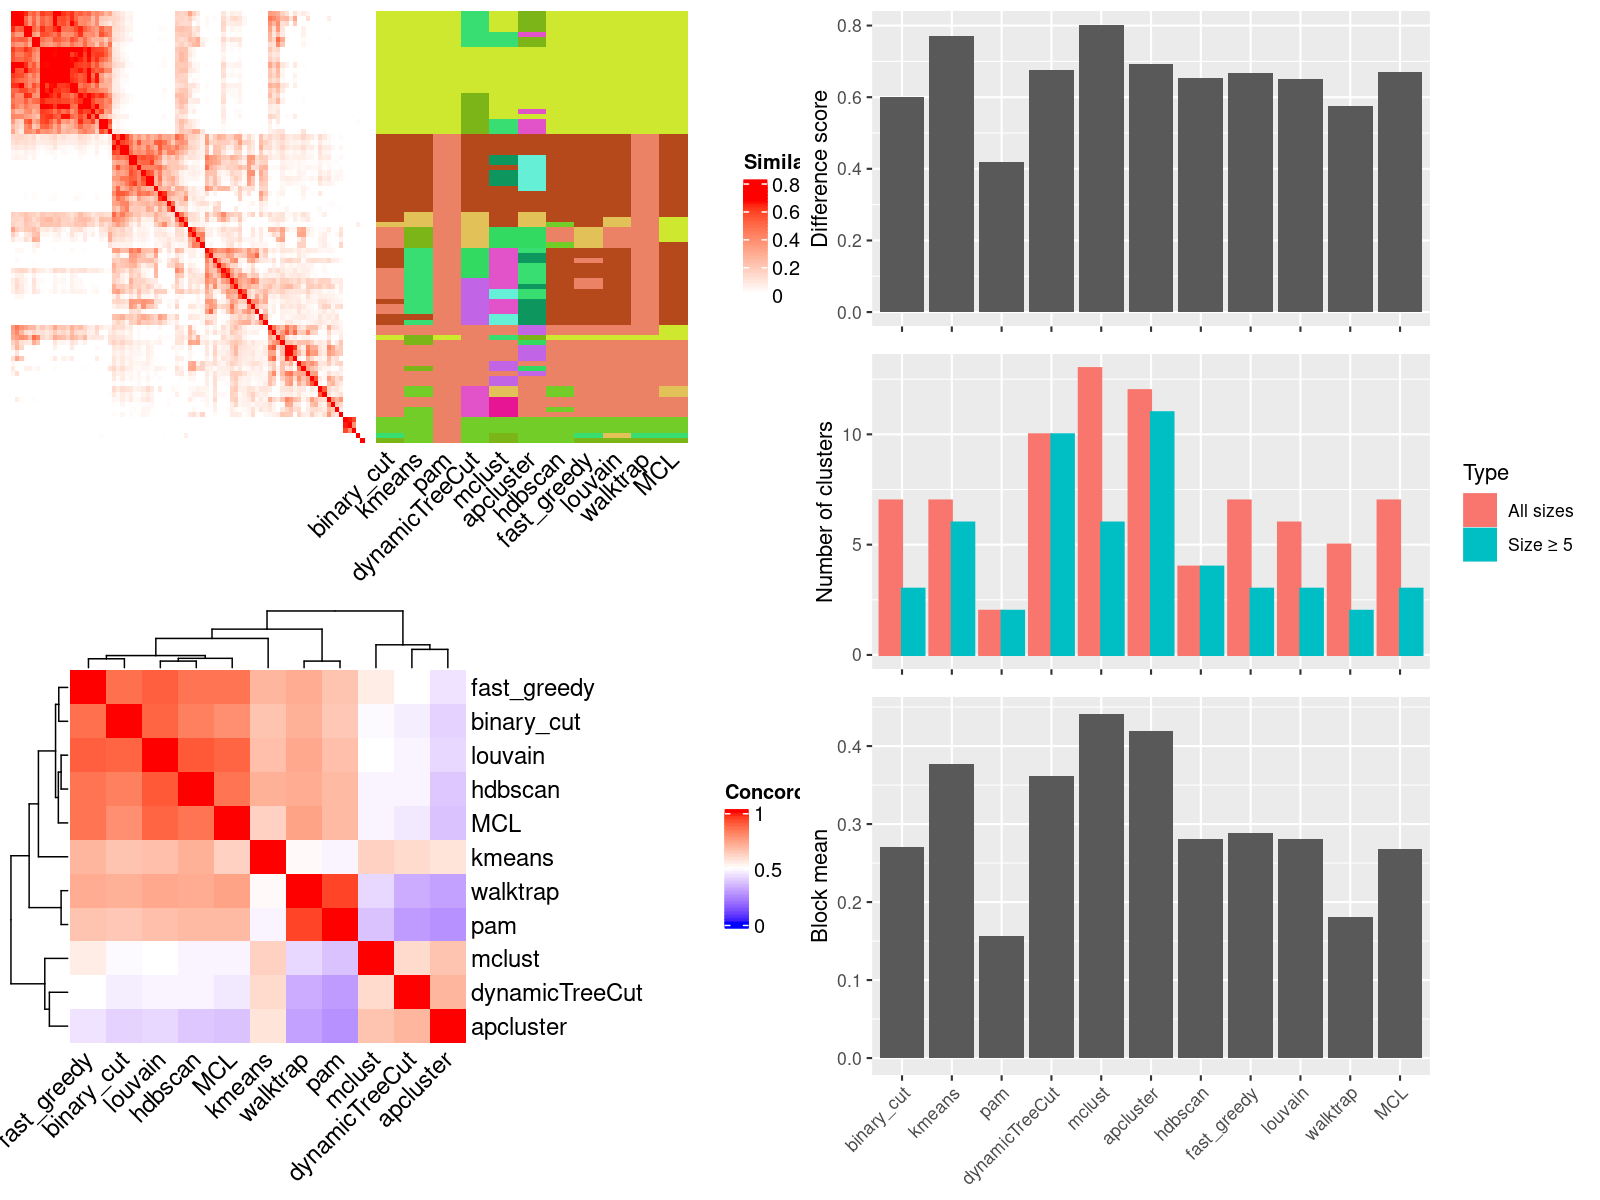 Simila
0.8
0.6
0.4
0.2
0
binary_cut
kmeans
pam
dynamicTreeCut
mclust
apcluster
hdbscan
fast_greedy
louvain
walktrap
MCL
fast_greedy
binary_cut
louvain
hdbscan
MCL
kmeans
walktrap
pam
mclust
dynamicTreeCut
apcluster
Concord
1
0.5
0
fast_greedy
binary_cut
louvain
hdbscan
MCL
kmeans
walktrap
pam
mclust
dynamicTreeCut
apcluster
Difference score
0.8
0.6
0.4
0.2
0.0
Number of clusters
10
5
0
Type
All sizes
Size ≥ 5
Block mean
0.4
0.3
0.2
0.1
0.0
binary_cut
kmeans
pam
dynamicTreeCut
mclust
apcluster
hdbscan
fast_greedy
louvain
walktrap
MCL